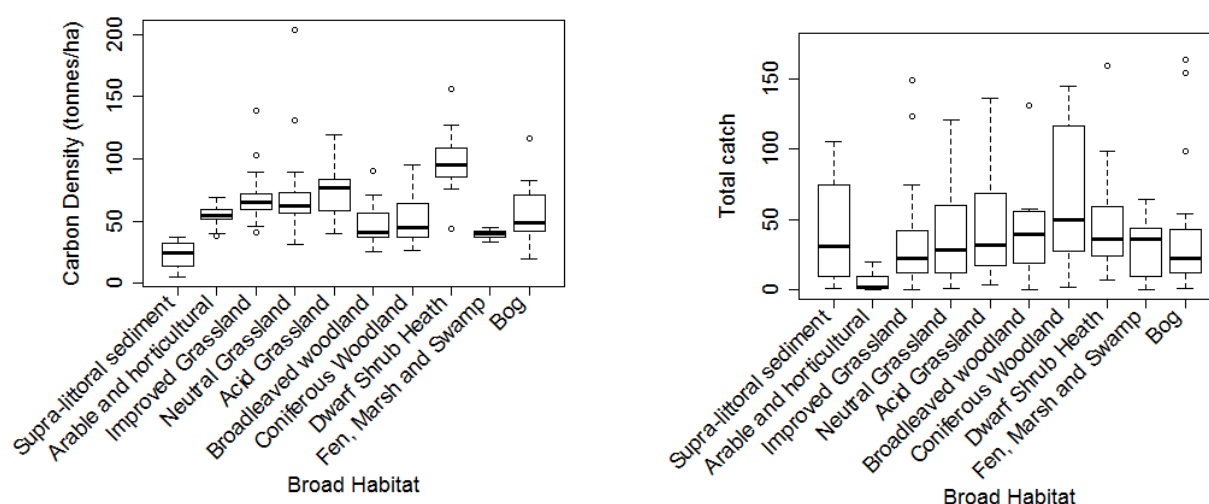 Carbon Density (tonnes/ha)
200
150
100
50
0
Supra-littoral sediment
Arable and horticultural
Improved Grassland
Neutral Grassland
Acid Grassland
Broadleaved woodland
Coniferous Woodland
Dwarf Shrub Heath
Fen, Marsh and Swamp
Bog
Broad Habitat
Total catch
150
100
50
0
Supra-littoral sediment
Arable and horticultural
Improved Grassland
Neutral Grassland
Acid Grassland
Broadleaved woodland
Coniferous Woodland
Dwarf Shrub Heath
Fen, Marsh and Swamp
Bog
Broad Habitat